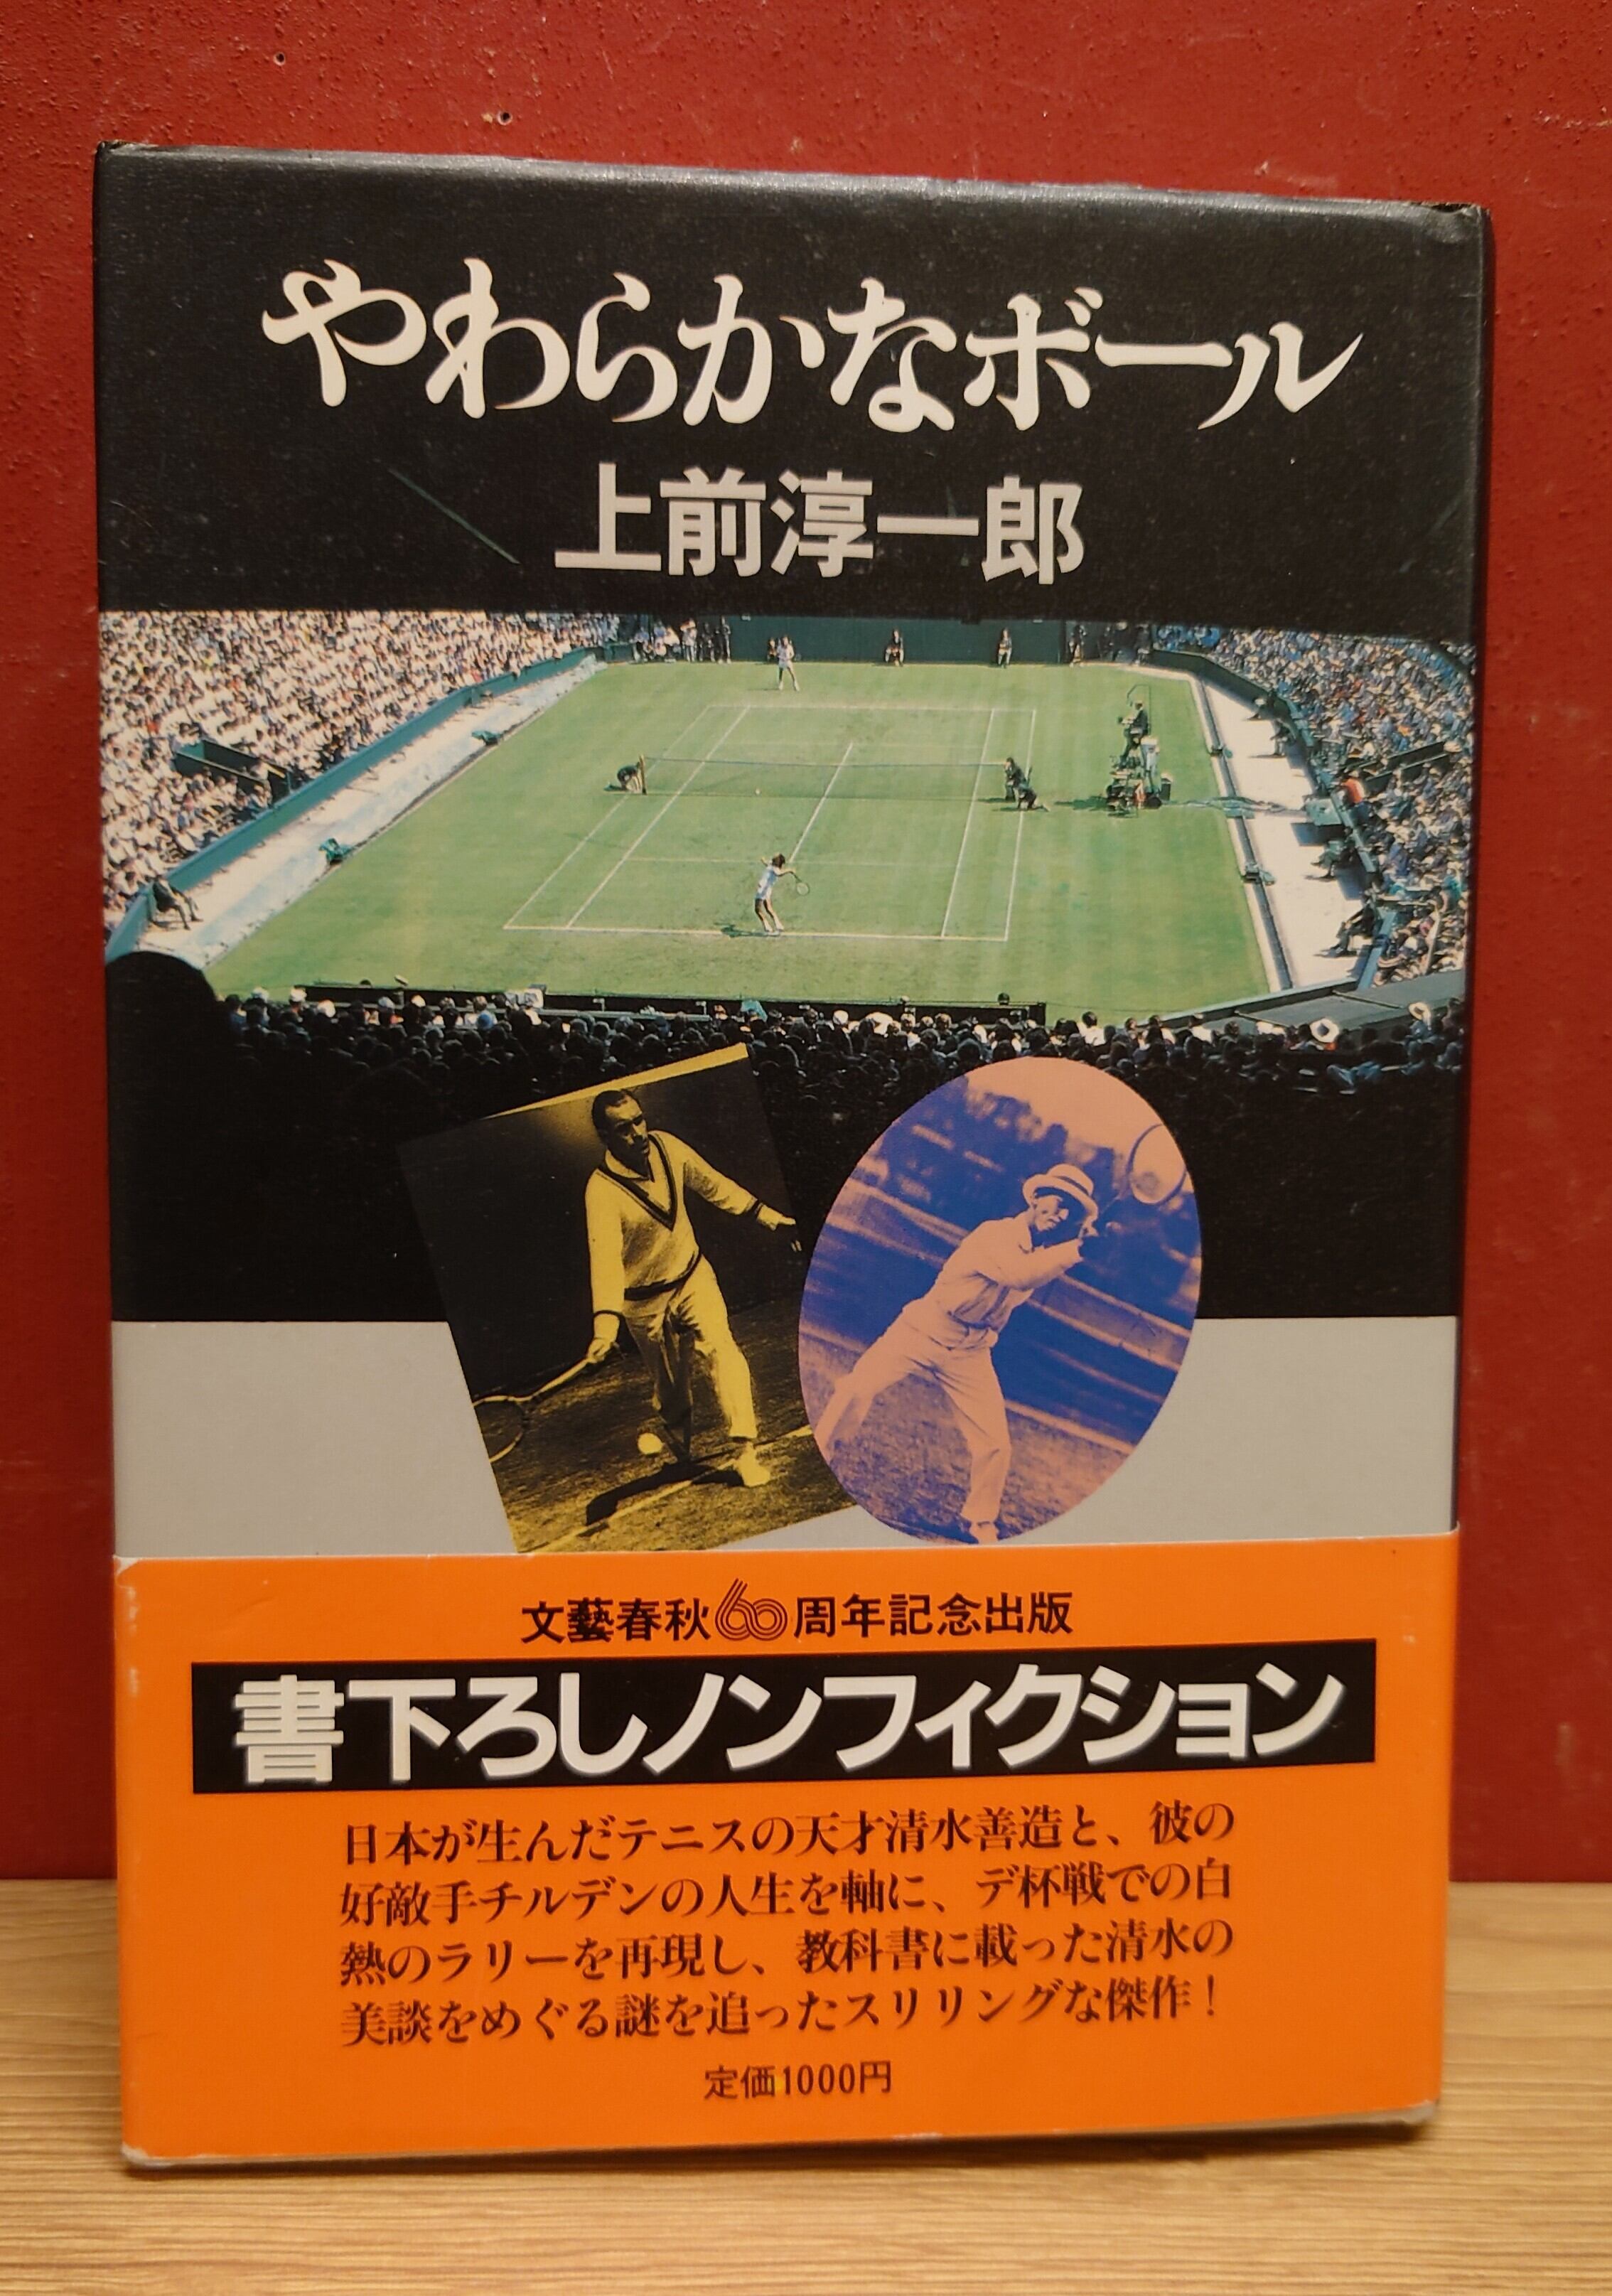 やわらかなボール
上前淳一郎
文藝春秋60周年記念出版
書下ろしノンフィクション
日本が生んだテニスの天才清水善造と、彼の
好敵手チルデンの人生を軸に、デ杯戦での白
熱のラリーを再現し、教科書に載った清水の
美談をめぐる謎を追ったスリリングな傑作!
定価1000円